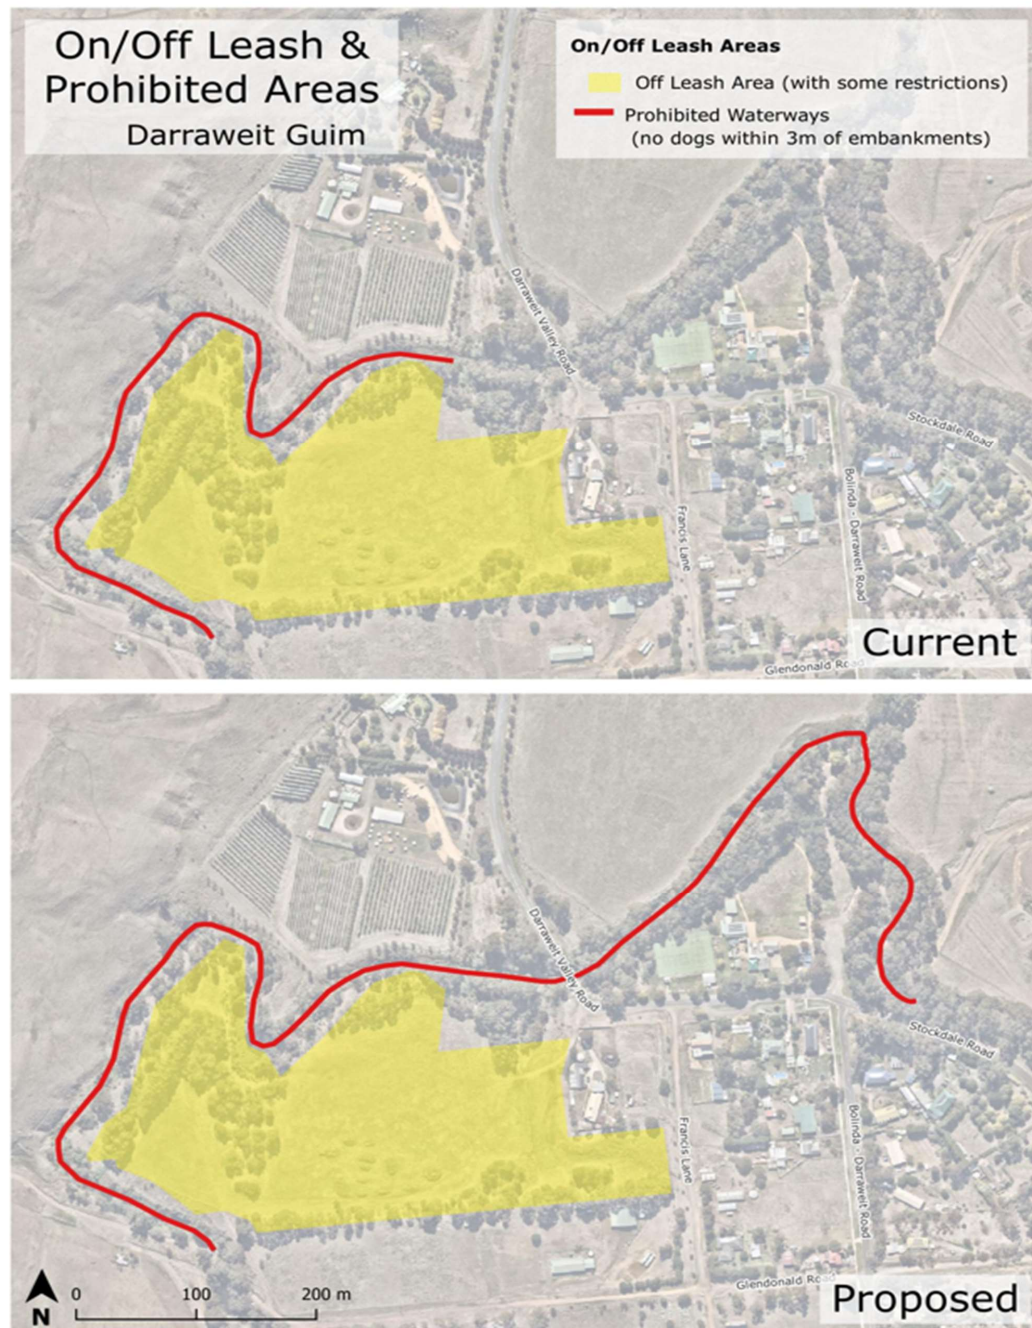 On/Off Leash &
Prohibited Areas
Darraweit Guim
On/Off Leash Areas
Off Leash Area (with some restrictions)
Prohibited Waterways
(no dogs within 3m of embankments)
Darraweit Valley Road
Stockdale Road
Francis Lane
Bolinda - Darraweit Road
Glendonald Road
Current
Darraweit Valley Road
Stockdale Road
Francis Lane
Bolinda - Darraweit Road
Glendonald Road
N
0 100 200 m
Proposed